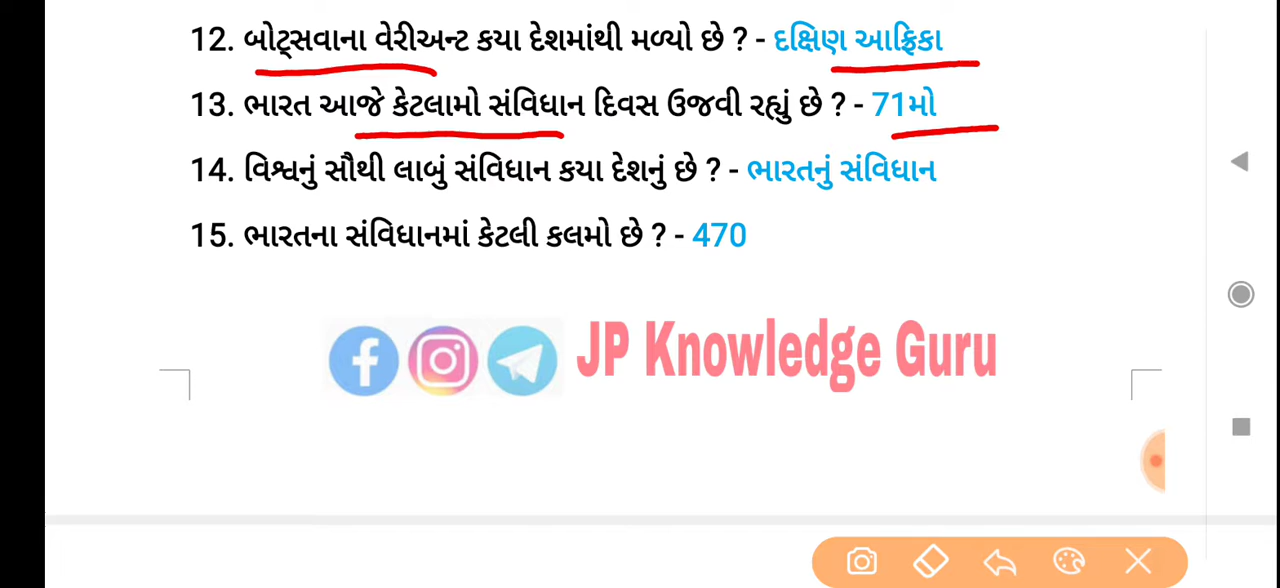 12. બોટ્સવાના વેરીઅન્ટ કયા દેશમાંથી મળ્યો છે ? - દક્ષિણ આફ્રિકા
13. ભારત આજે કેટલામો સંવિધાન દિવસ ઉજવી રહ્યું છે ? - 71મો
14. વિશ્વનું સૌથી લાબું સંવિધાન કયા દેશનું છે ? - ભારતનું સંવિધાન
15. ભારતના સંવિધાનમાં કેટલી કલમો છે ? - 470
JP Knowledge Guru